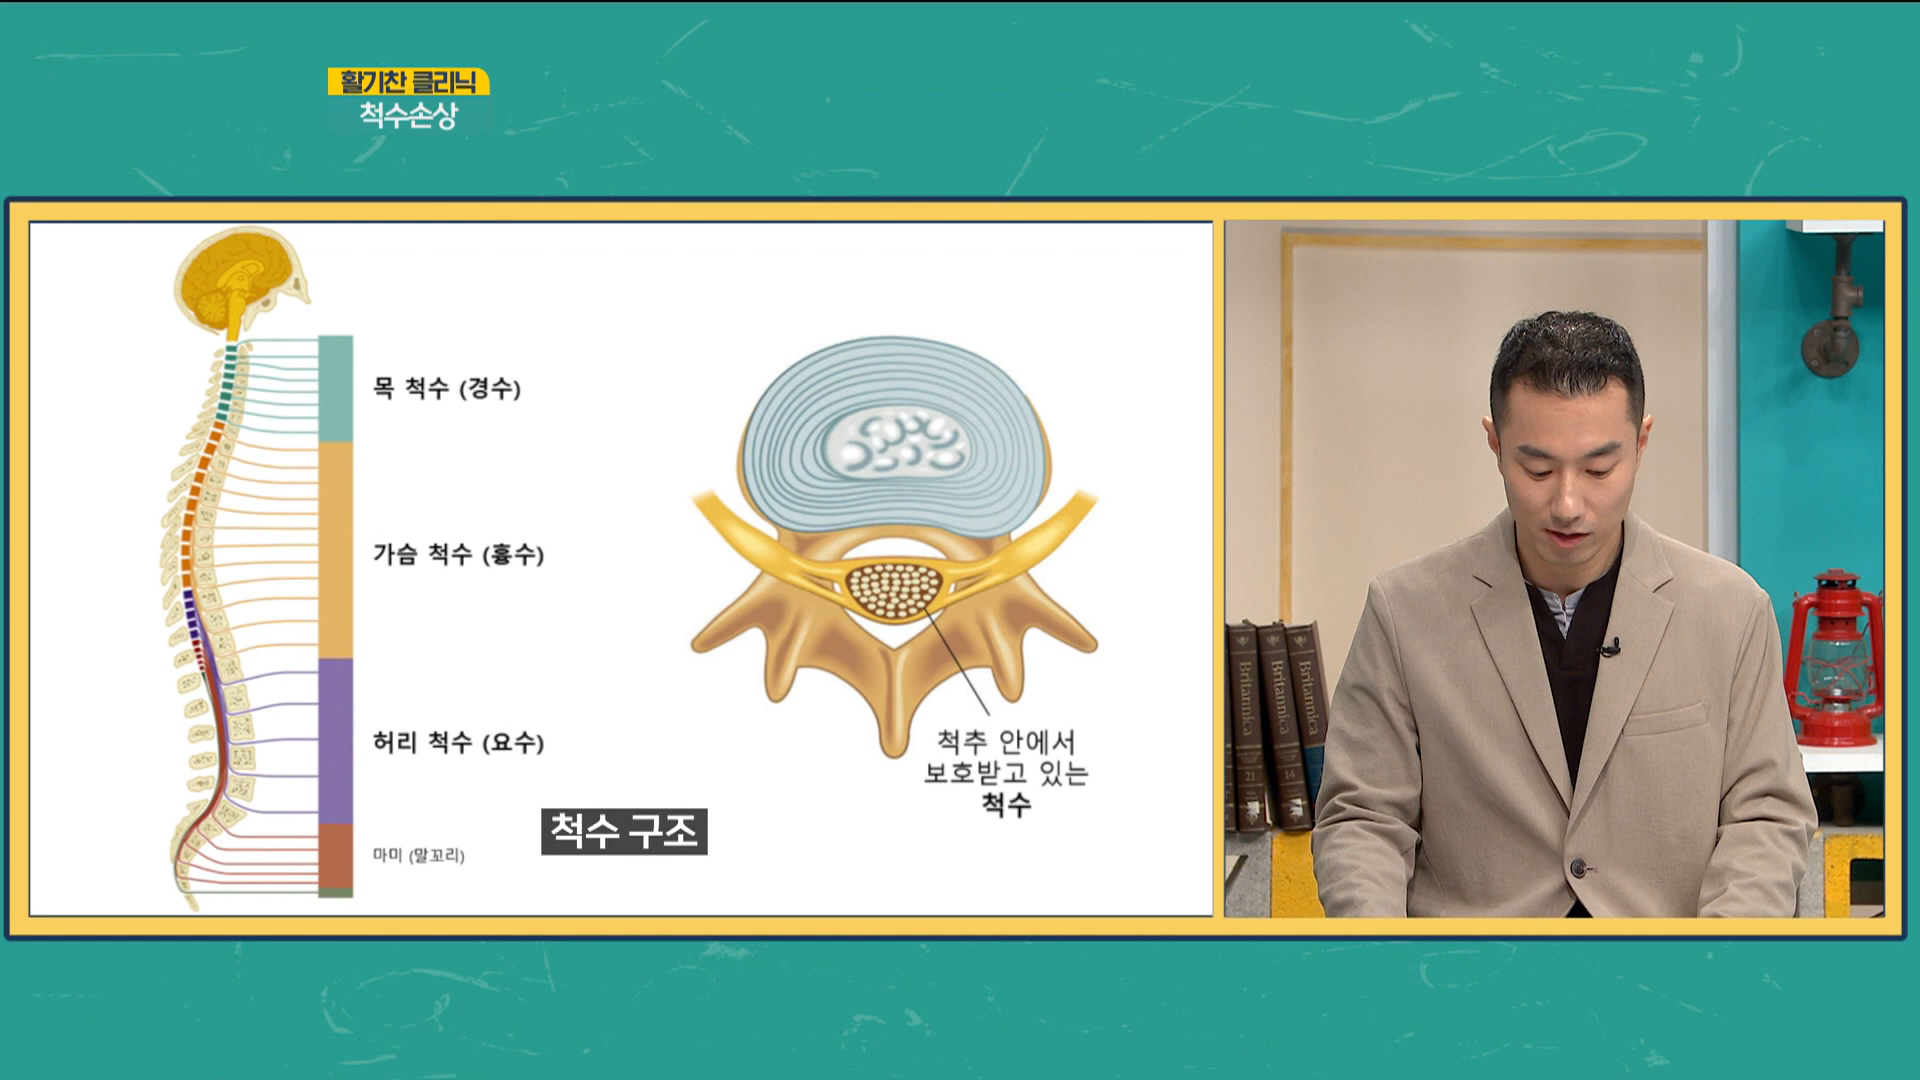 활기찬 클리닉
척수손상
목 척수 (경수)
가슴 척수 (흉수)
허리 척수 (요수)
마미 (말꼬리)
척수 구조
척추 안에서
보호받고 있는
척수
Britannica
21
Britannica
14
Britannica